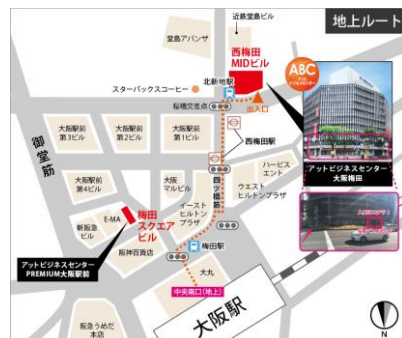 地上ルート
近鉄堂島ビル
堂島アバンザ
西梅田
MIDビル
ABC
北新地駅
スターバックスコーヒー
出入口
桜橋交差点
大阪駅前
第3ビル
大阪駅前
第2ビル
大阪駅前
第1ビル
西梅田駅
アットビジネスセンター
大阪梅田
御堂筋
大阪駅前
第4ビル
大阪
マルビル
四ツ橋筋
ハービス
エント
ウエスト
ヒルトンプラザ
イースト
ヒルトン
プラザ
E-MA
梅田
スクエア
ビル
新阪急
ビル
阪神百貨店
梅田駅
アットビジネスセンター
PREMIUM大阪駅前
大丸
中央南口(地上)
大阪駅
阪急うめだ
本店
N